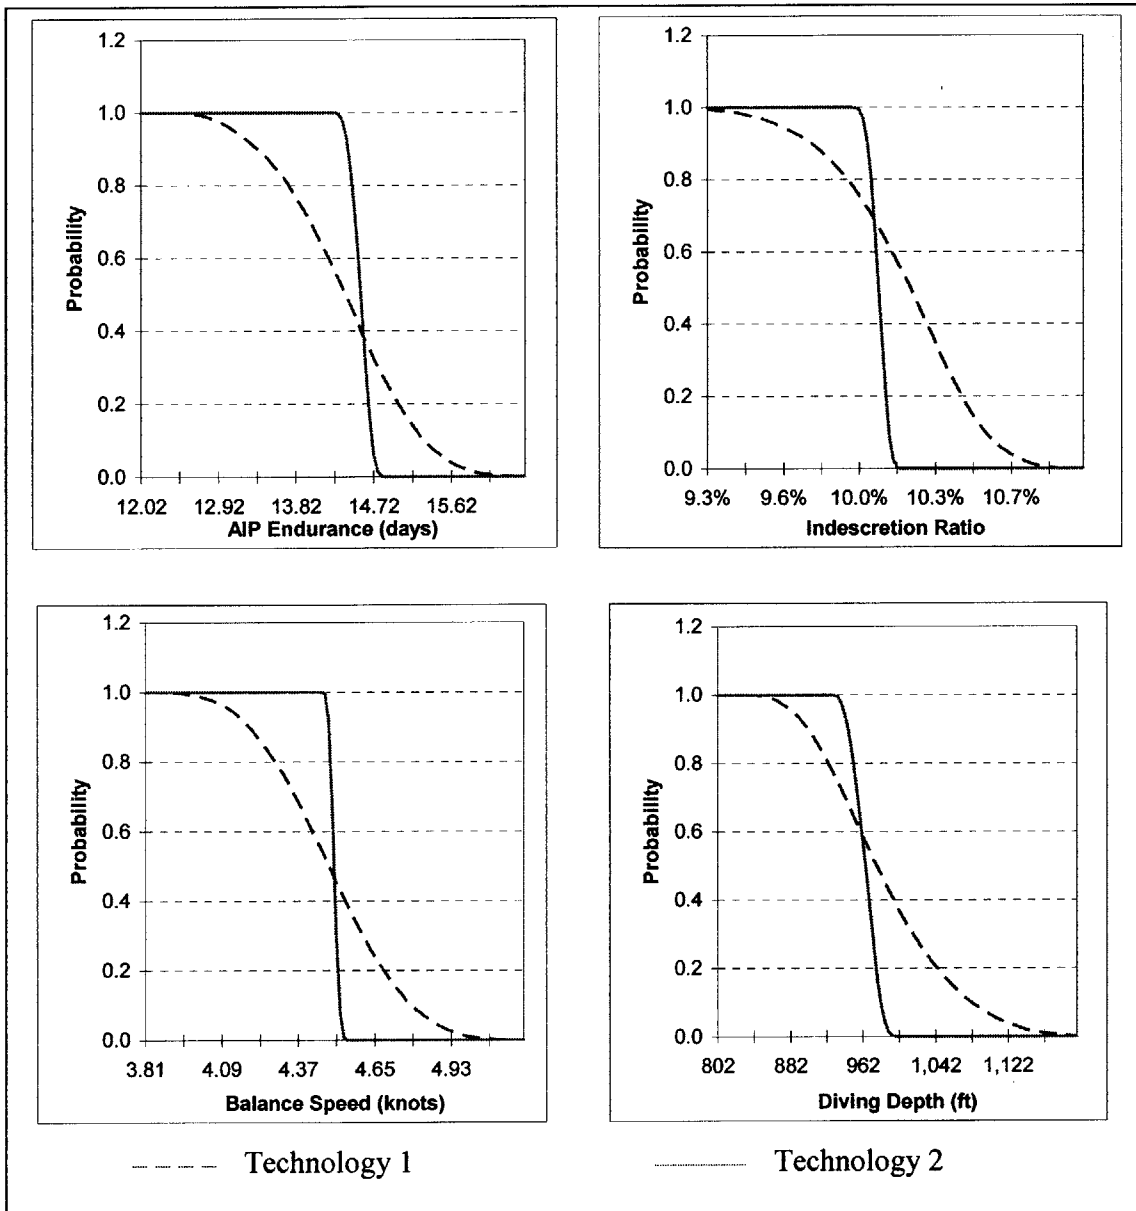 1.2
1.0
0.8
0.6
0.4
0.2
0.0
Probability
12.02 12.92 13.82 14.72 15.62
AIP Endurance (days)
1.2
1.0
0.8
0.6
0.4
0.2
0.0
Probability
9.3% 9.6% 10.0% 10.3% 10.7%
Indescretion Ratio
1.2
1.0
0.8
0.6
0.4
0.2
0.0
Probability
3.81 4.09 4.37 4.65 4.93
Balance Speed (knots)
1.2
1.0
0.8
0.6
0.4
0.2
0.0
Probability
802 882 962 1,042 1,122
Diving Depth (ft)
Technology 1 Technology 2